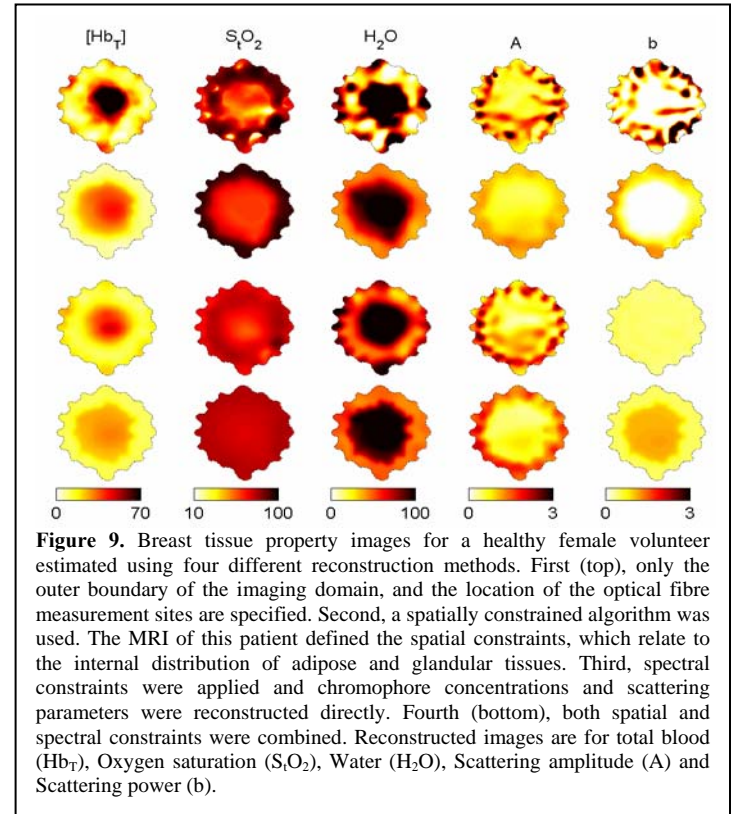 [HbT] StO2 H2O A b
0 70 10 100 0 100 0 3 0 3
Figure 9. Breast tissue property images for a healthy female volunteer
estimated using four different reconstruction methods. First (top), only the
outer boundary of the imaging domain, and the location of the optical fibre
measurement sites are specified. Second, a spatially constrained algorithm was
used. The MRI of this patient defined the spatial constraints, which relate to
the internal distribution of adipose and glandular tissues. Third, spectral
constraints were applied and chromophore concentrations and scattering
parameters were reconstructed directly. Fourth (bottom), both spatial and
spectral constraints were combined. Reconstructed images are for total blood
(HbT), Oxygen saturation (StO2), Water (H2O), Scattering amplitude (A) and
Scattering power (b).